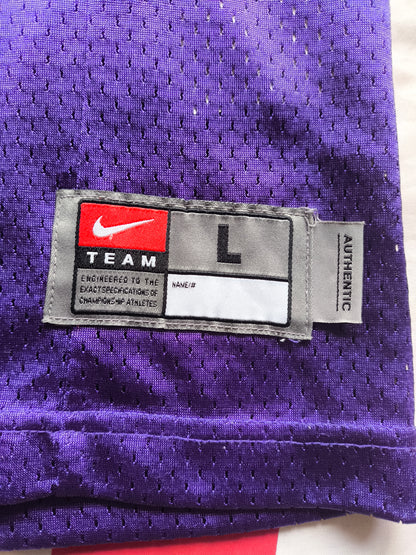 TEAM
ENGINEERED TO THE
EXACT SPECIFICATIONS OF
CHAMPIONSHIP ATHLETES
L
NAME/#
AUTHENTIC